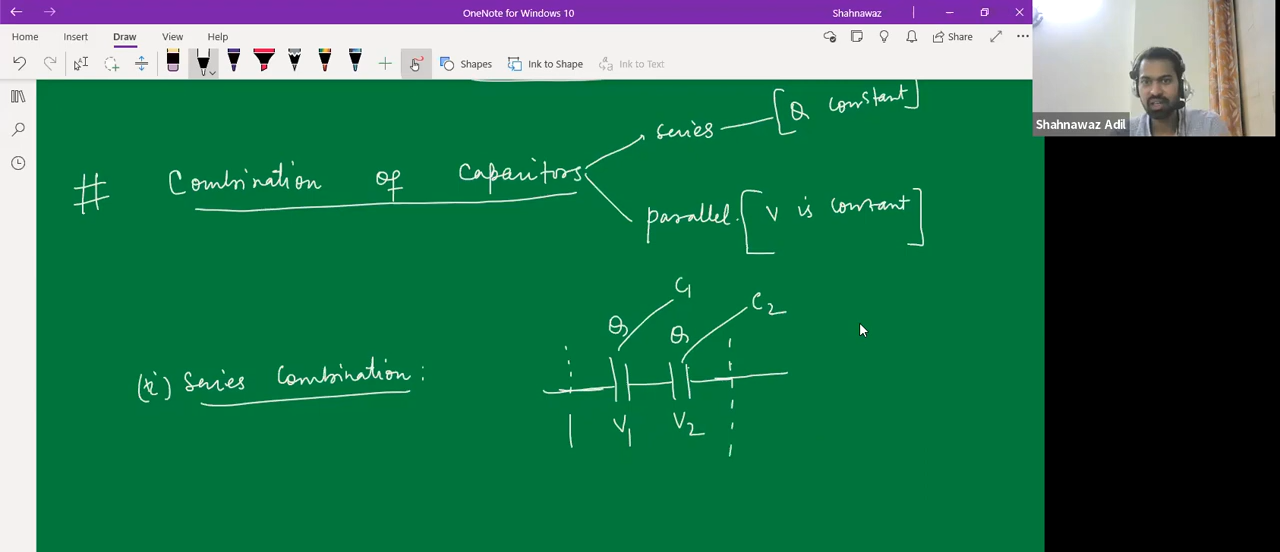 OneNote for Windows 10
Shahnawaz
Home Insert Draw View Help
Share
Shapes Ink to Shape Ink to Text
Shahnawaz Adil
series [Q constant]
# Combination of Capacitors
parallel. [V is constant]
C1
C2
Q Q
(i) Series Combination:
V1 V2